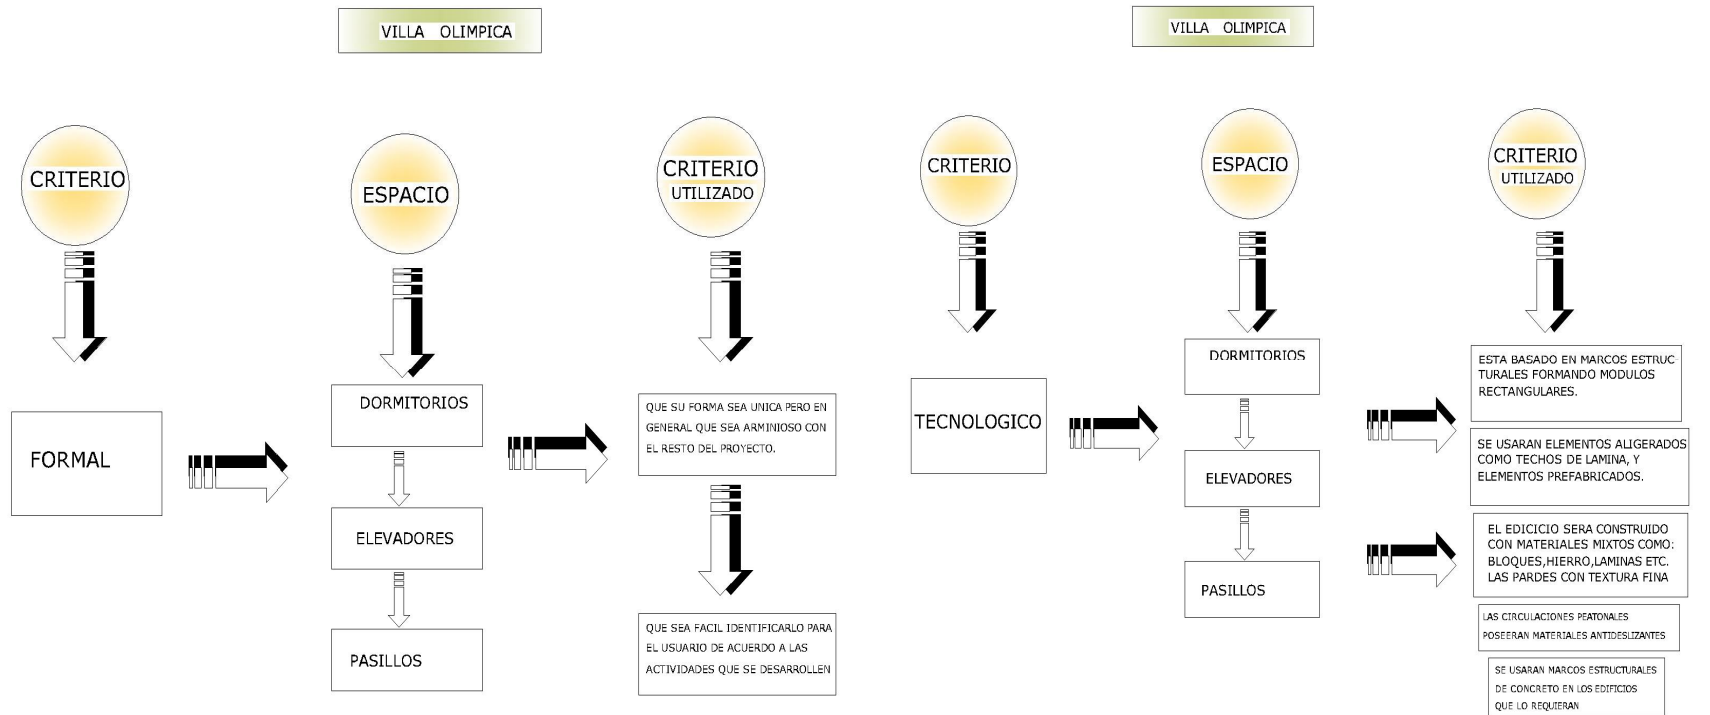 VILLA OLIMPICA
CRITERIO
ESPACIO
CRITERIO
UTILIZADO
FORMAL
DORMITORIOS
ELEVADORES
PASILLOS
QUE SU FORMA SEA UNICA PERO EN
GENERAL QUE SEA ARMINIOSO CON
EL RESTO DEL PROYECTO.
QUE SEA FACIL IDENTIFICARLO PARA
EL USUARIO DE ACUERDO A LAS
ACTIVIDADES QUE SE DESARROLLEN
VILLA OLIMPICA
CRITERIO
ESPACIO
CRITERIO
UTILIZADO
TECNOLOGICO
DORMITORIOS
ELEVADORES
PASILLOS
ESTA BASADO EN MARCOS ESTRUC-
TURALES FORMANDO MODULOS
RECTANGULARES.
SE USARAN ELEMENTOS ALIGERADOS
COMO TECHOS DE LAMINA, Y
ELEMENTOS PREFABRICADOS.
EL EDICICIO SERA CONSTRUIDO
CON MATERIALES MIXTOS COMO:
BLOQUES,HIERRO,LAMINAS ETC.
LAS PARDES CON TEXTURA FINA
LAS CIRCULACIONES PEATONALES
POSEERAN MATERIALES ANTIDESLIZANTES
SE USARAN MARCOS ESTRUCTURALES
DE CONCRETO EN LOS EDIFICIOS
QUE LO REQUIERAN